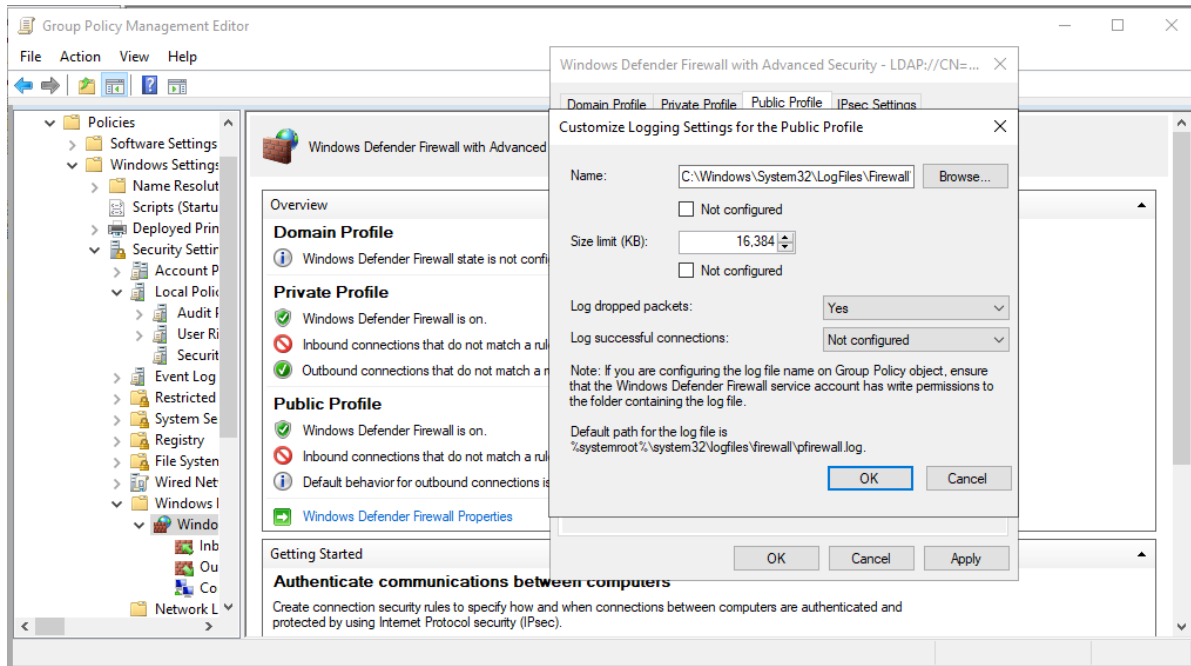 Group Policy Management Editor
File Action View Help
Policies
Software Settings
Windows Settings
Name Resolut
Scripts (Startu
Deployed Prin
Security Settin
Account P
Local Polic
Audit P
User Ri
Securit
Event Log
Restricted
System Se
Registry
File System
Wired Net
Windows
Windo
Inb
Ou
Co
Network L
Windows Defender Firewall with Advanced
Overview
Domain Profile
Windows Defender Firewall state is not confi
Private Profile
Windows Defender Firewall is on.
Inbound connections that do not match a rul
Outbound connections that do not match a r
Public Profile
Windows Defender Firewall is on.
Inbound connections that do not match a rul
Default behavior for outbound connections is
Windows Defender Firewall Properties
Getting Started
Authenticate communications between computers
Create connection security rules to specify how and when connections between computers are authenticated and
protected by using Internet Protocol security (IPsec).
Windows Defender Firewall with Advanced Security - LDAP://CN=...
Domain Profile Private Profile Public Profile IPsec Settings
Customize Logging Settings for the Public Profile
Name: C:\Windows\System32\LogFiles\Firewall\ Browse...
Not configured
Size limit (KB): 16,384
Not configured
Log dropped packets: Yes
Log successful connections: Not configured
Note: If you are configuring the log file name on Group Policy object, ensure
that the Windows Defender Firewall service account has write permissions to
the folder containing the log file.
Default path for the log file is
%systemroot%\system32\logfiles\firewall\pfirewall.log.
OK Cancel
OK Cancel Apply